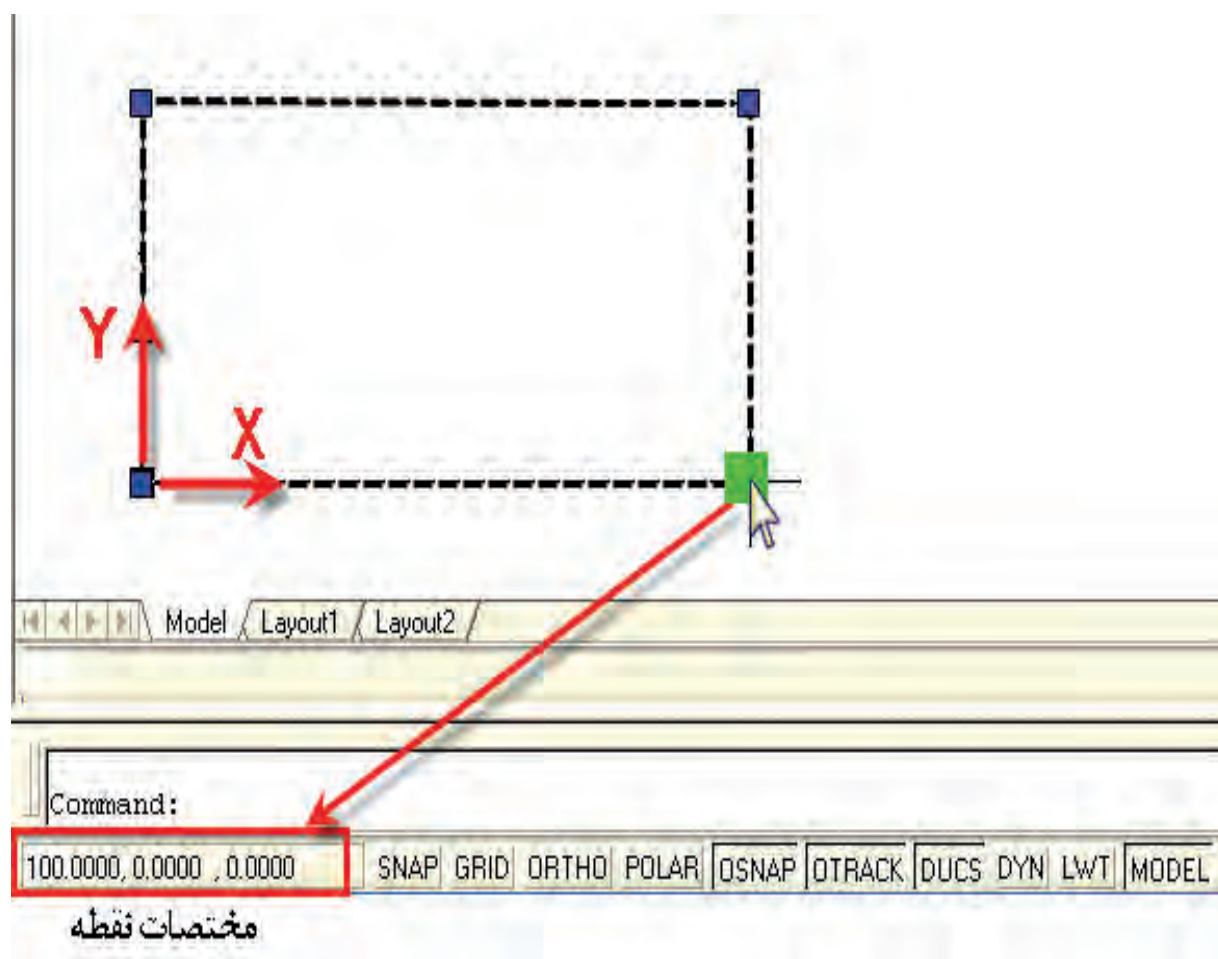 Y
X
Model Layout1 Layout2
Command:
100.0000, 0.0000 , 0.0000 SNAP GRID ORTHO POLAR OSNAP OTRACK DUCS DYN LWT MODEL
مختصات نقطه